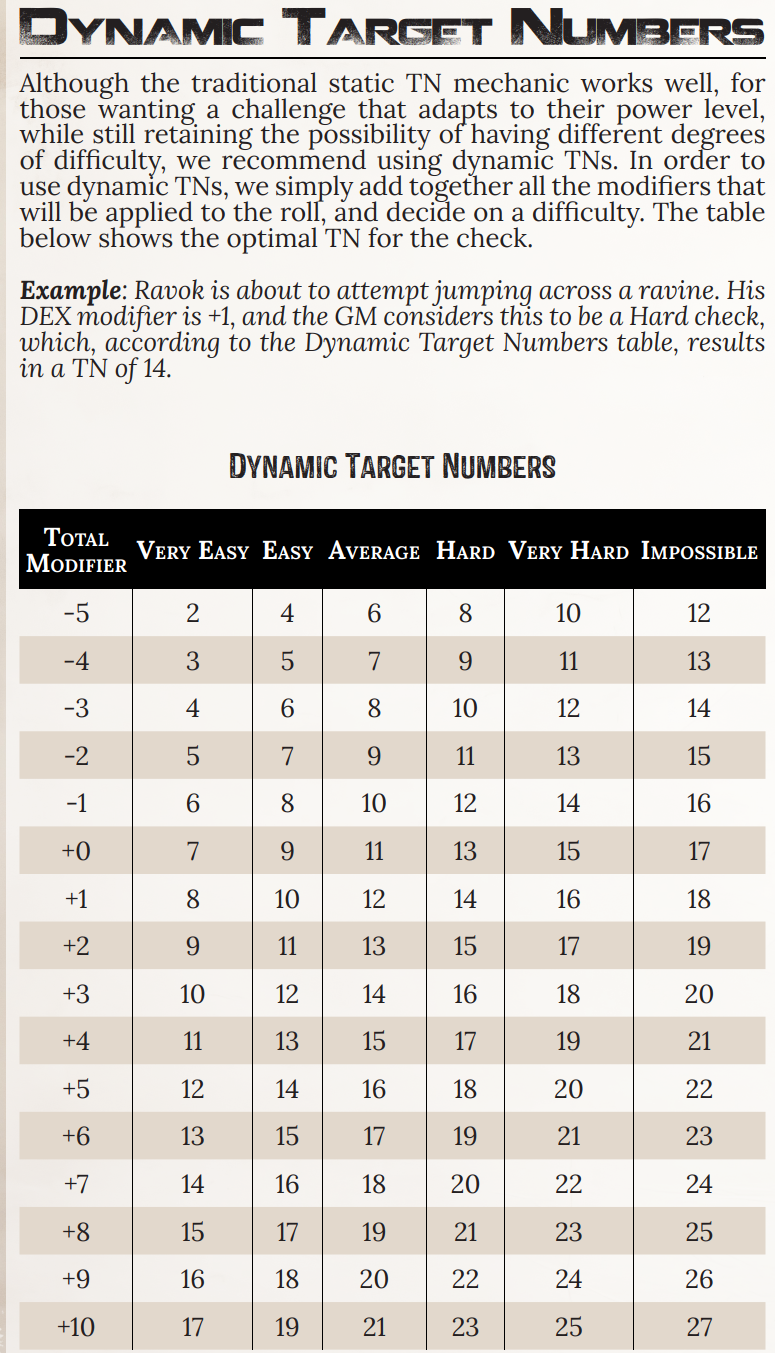 Dynamic Target Numbers
Although the traditional static TN mechanic works well, for
those wanting a challenge that adapts to their power level,
while still retaining the possibility of having different degrees
of difficulty, we recommend using dynamic TNs. In order to
use dynamic TNs, we simply add together all the modifiers that
will be applied to the roll, and decide on a difficulty. The table
below shows the optimal TN for the check.
Example: Ravok is about to attempt jumping across a ravine. His
DEX modifier is +1, and the GM considers this to be a Hard check,
which, according to the Dynamic Target Numbers table, results
in a TN of 14.
Dynamic Target Numbers
Total Modifier Very Easy Easy Average Hard Very Hard Impossible
-5 2 4 6 8 10 12
-4 3 5 7 9 11 13
-3 4 6 8 10 12 14
-2 5 7 9 11 13 15
-1 6 8 10 12 14 16
+0 7 9 11 13 15 17
+1 8 10 12 14 16 18
+2 9 11 13 15 17 19
+3 10 12 14 16 18 20
+4 11 13 15 17 19 21
+5 12 14 16 18 20 22
+6 13 15 17 19 21 23
+7 14 16 18 20 22 24
+8 15 17 19 21 23 25
+9 16 18 20 22 24 26
+10 17 19 21 23 25 27